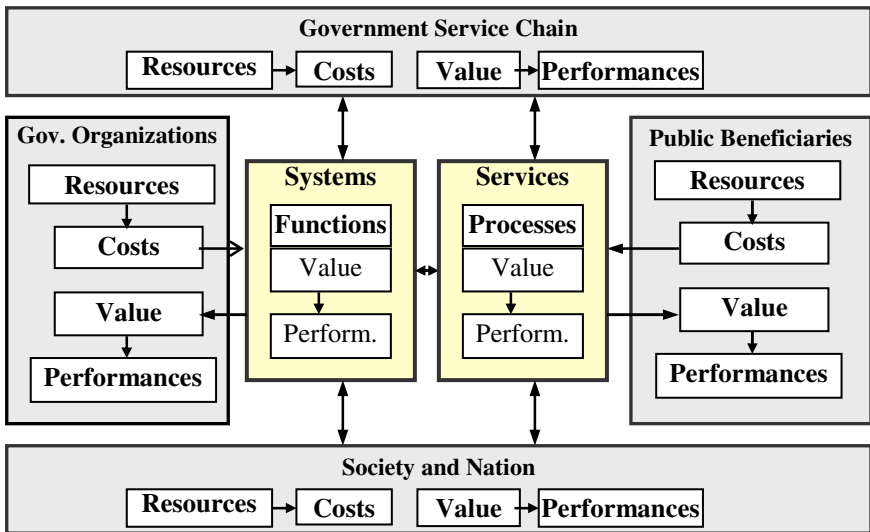 Government Service Chain
Resources
Costs
Value
Performances
Gov. Organizations
Resources
Costs
Value
Performances
Systems
Functions
Value
Perform.
Services
Processes
Value
Perform.
Public Beneficiaries
Resources
Costs
Value
Performances
Society and Nation
Resources
Costs
Value
Performances